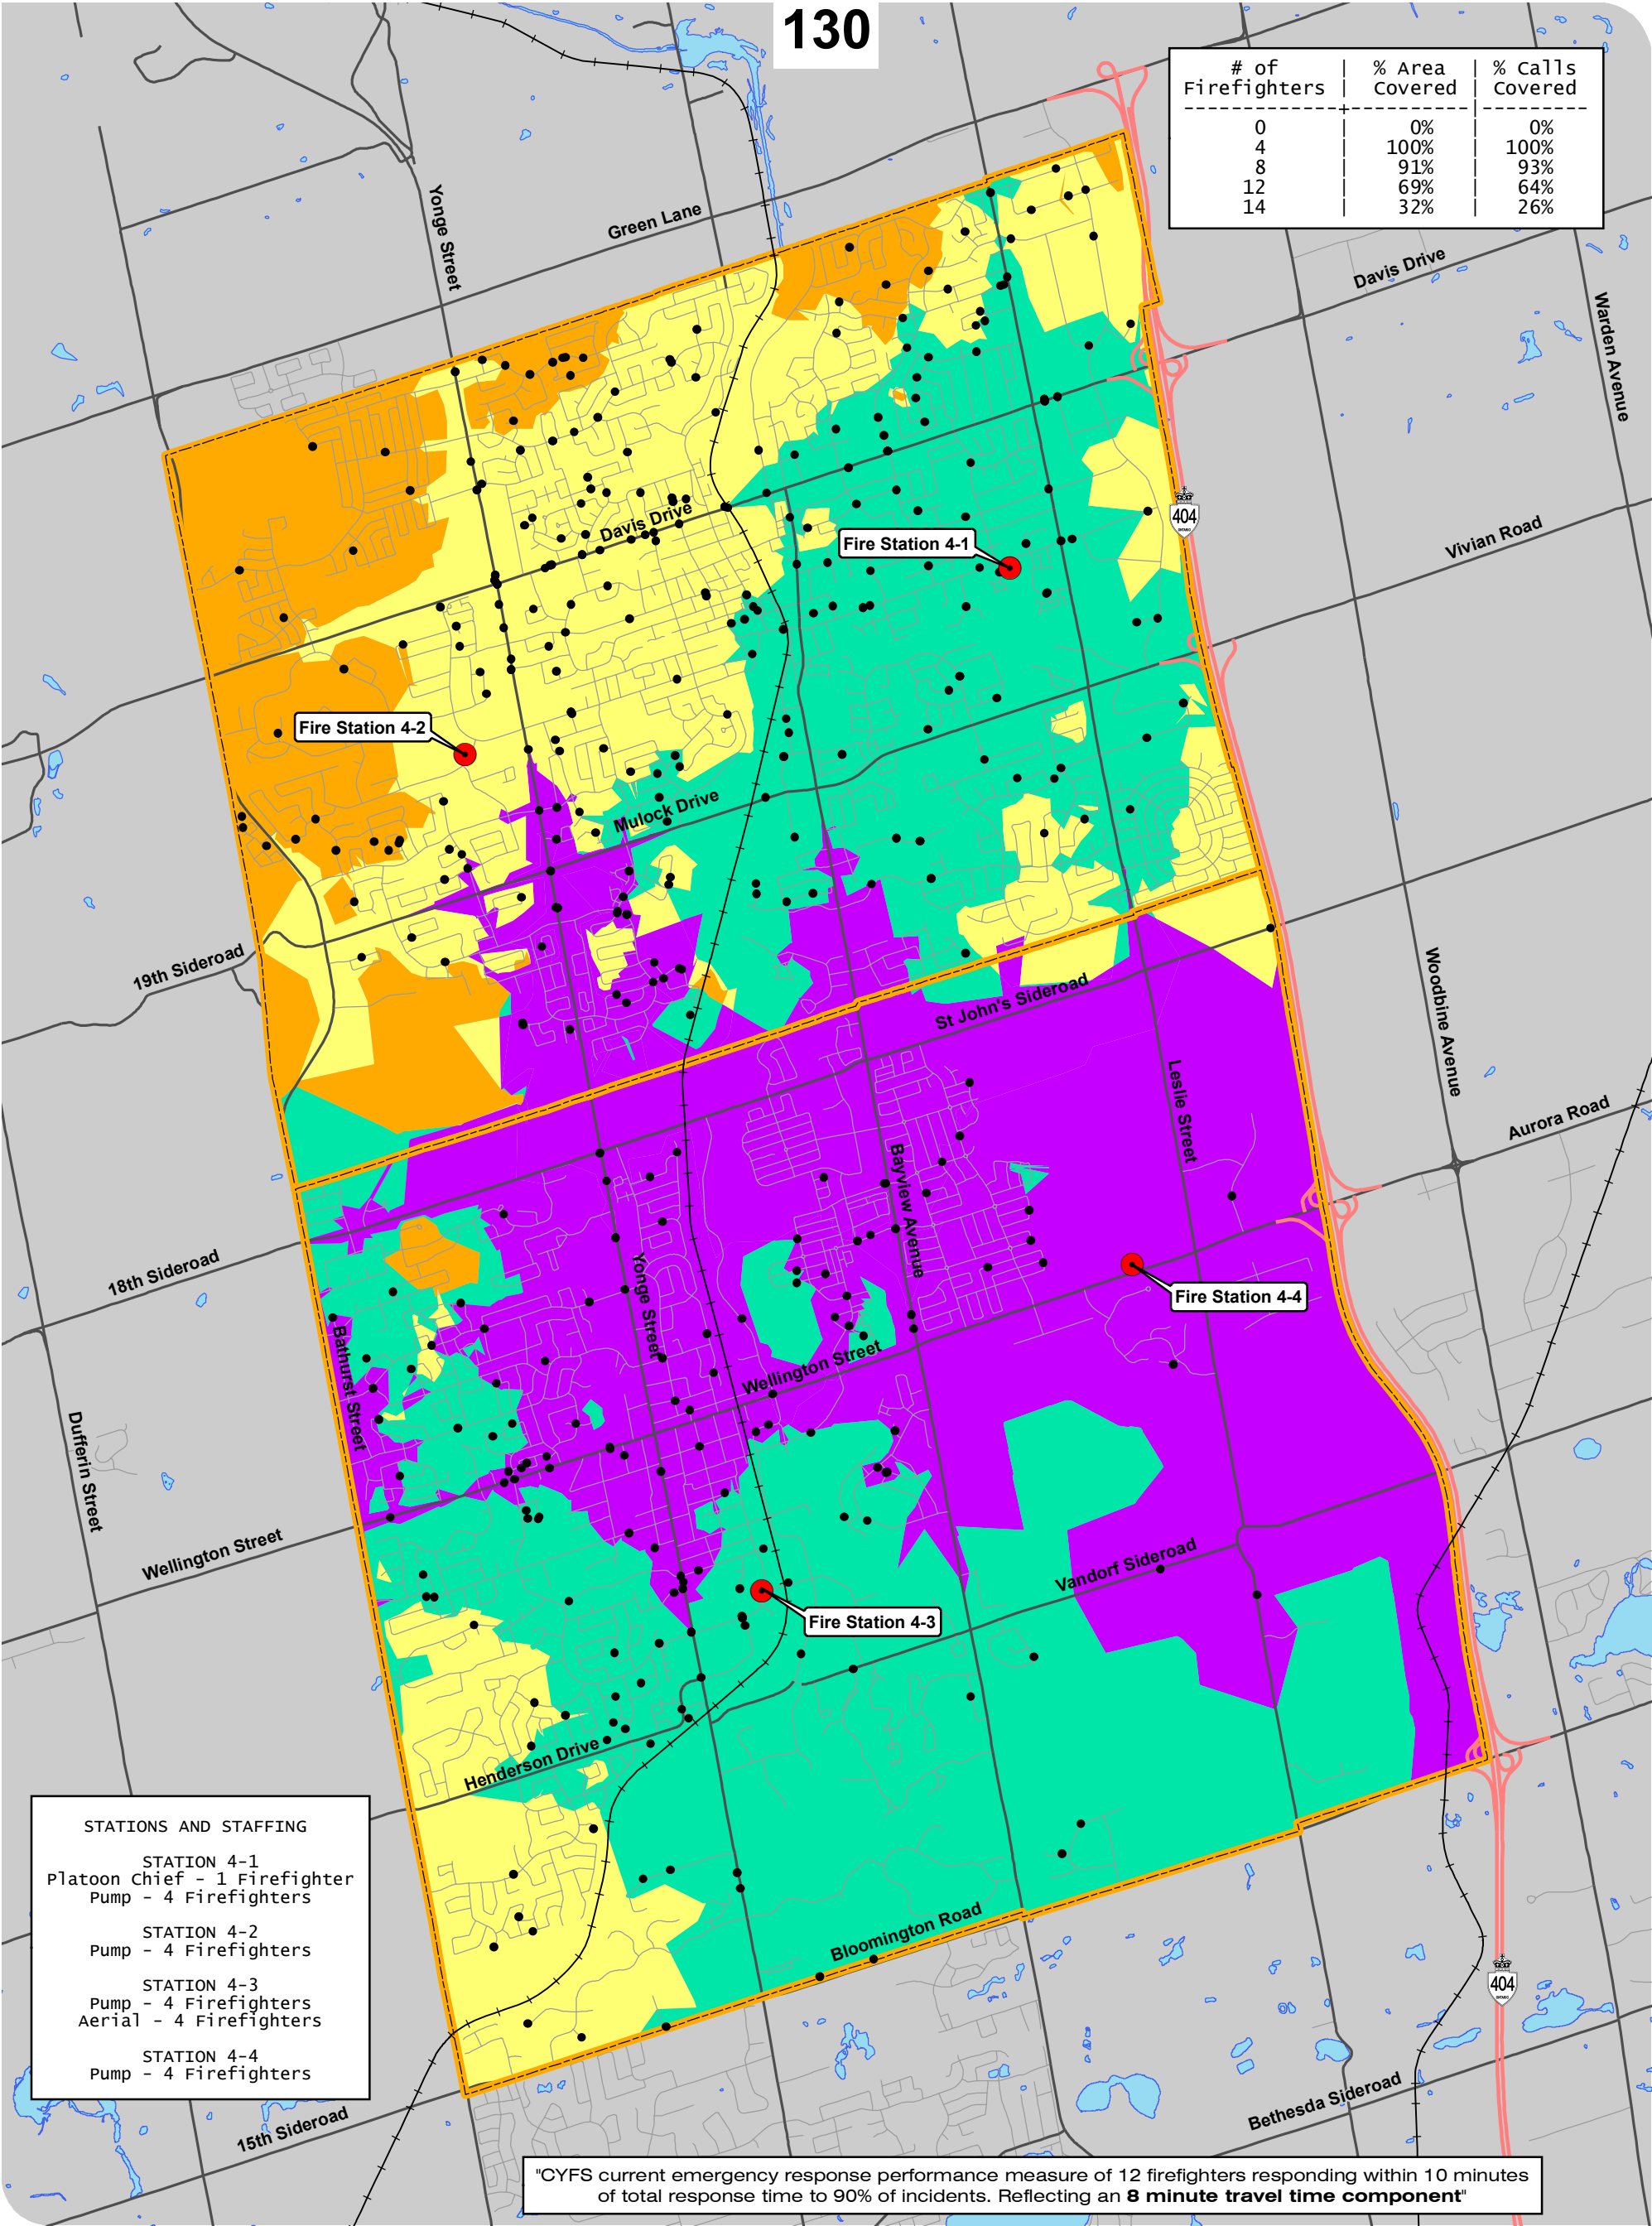 130
# of | % Area | % Calls
Firefighters | Covered | Covered
------------+---------|--------
0 | 0% | 0%
4 | 100% | 100%
8 | 91% | 93%
12 | 69% | 64%
14 | 32% | 26%
Yonge Street
Green Lane
Davis Drive
Warden Avenue
404
ONTARIO
Davis Drive
Fire Station 4-1
Vivian Road
Fire Station 4-2
Mulock Drive
19th Sideroad
St John's Sideroad
Woodbine Avenue
Leslie Street
Aurora Road
Bayview Avenue
18th Sideroad
Yonge Street
Fire Station 4-4
Bathurst Street
Wellington Street
Dufferin Street
Wellington Street
Vandorf Sideroad
Fire Station 4-3
Henderson Drive
STATIONS AND STAFFING
STATION 4-1
Platoon Chief - 1 Firefighter
Pump - 4 Firefighters
STATION 4-2
Pump - 4 Firefighters
STATION 4-3
Pump - 4 Firefighters
Aerial - 4 Firefighters
STATION 4-4
Pump - 4 Firefighters
Bloomington Road
404
ONTARIO
Bethesda Sideroad
15th Sideroad
"CYFS current emergency response performance measure of 12 firefighters responding within 10 minutes
of total response time to 90% of incidents. Reflecting an 8 minute travel time component"